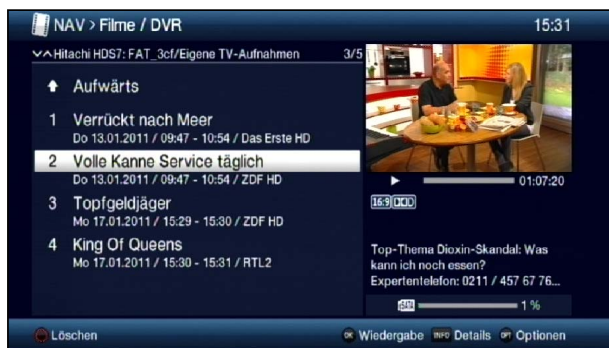 NAV > Filme / DVR 15:31
Hitachi HDS7: FAT_3cf/Eigene TV-Aufnahmen 3/5
Aufwärts
1 Verrückt nach Meer
Do 13.01.2011 / 09:47 - 10:54 / Das Erste HD
2 Volle Kanne Service täglich
Do 13.01.2011 / 09:47 - 10:54 / ZDF HD
3 Topfgeldjäger
Mo 17.01.2011 / 15:29 - 15:30 / ZDF HD
4 King Of Queens
Mo 17.01.2011 / 15:30 - 15:31 / RTL2
01:07:20
16:9
Top-Thema Dioxin-Skandal: Was
kann ich noch essen?
Expertentelefon: 0211 / 457 67 76...
eSATA 1 %
Löschen OK Wiedergabe INFO Details OPT Optionen